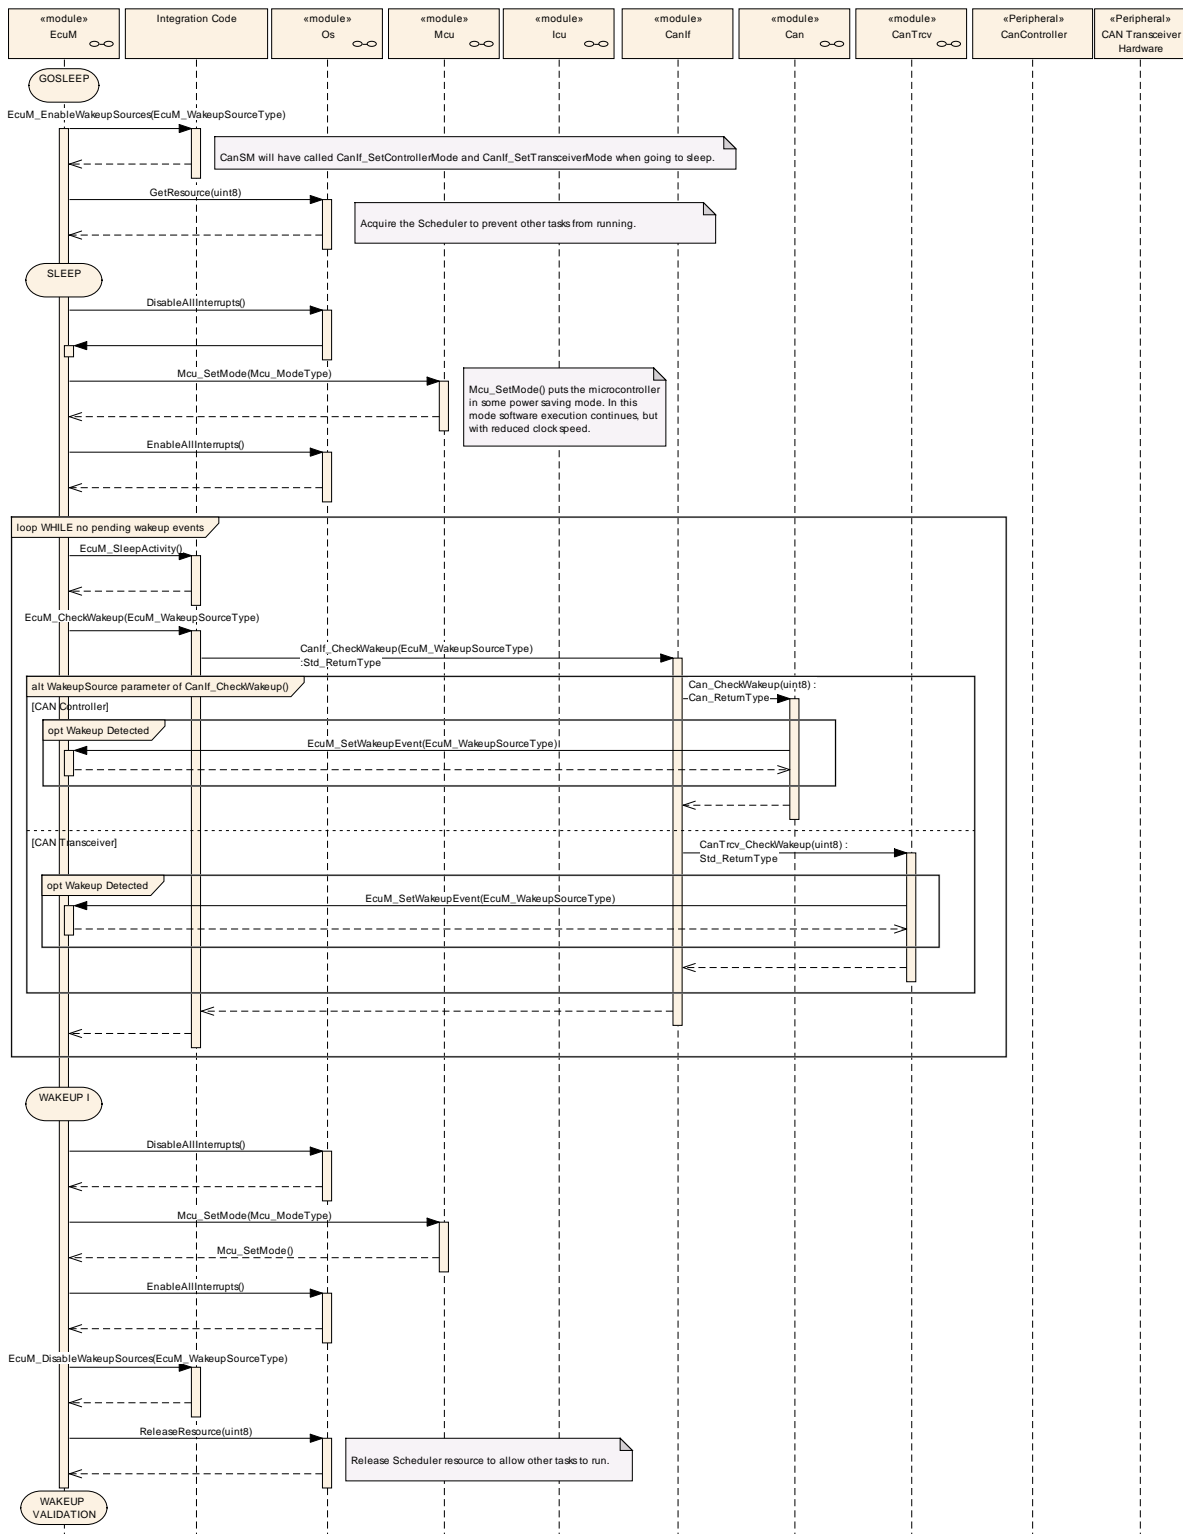 «module»
EcuM
Integration Code
«module»
Os
«module»
Mcu
«module»
Icu
«module»
CanIf
«module»
Can
«module»
CanTrcv
«Peripheral»
CanController
«Peripheral»
CAN Transceiver
Hardware
GOSLEEP
EcuM_EnableWakeupSources(EcuM_WakeupSourceType)
CanSM will have called CanIf_SetControllerMode and CanIf_SetTransceiverMode when going to sleep.
GetResource(uint8)
Acquire the Scheduler to prevent other tasks from running.
SLEEP
DisableAllInterrupts()
Mcu_SetMode(Mcu_ModeType)
Mcu_SetMode() puts the microcontroller
in some power saving mode. In this
mode software execution continues, but
with reduced clock speed.
EnableAllInterrupts()
loop WHILE no pending wakeup events
EcuM_SleepActivity()
EcuM_CheckWakeup(EcuM_WakeupSourceType)
CanIf_CheckWakeup(EcuM_WakeupSourceType)
:Std_ReturnType
alt WakeupSource parameter of CanIf_CheckWakeup()
Can_CheckWakeup(uint8) :
Can_ReturnType
[CAN Controller]
opt Wakeup Detected
EcuM_SetWakeupEvent(EcuM_WakeupSourceType)
[CAN Transceiver]
CanTrcv_CheckWakeup(uint8) :
Std_ReturnType
opt Wakeup Detected
EcuM_SetWakeupEvent(EcuM_WakeupSourceType)
WAKEUP I
DisableAllInterrupts()
Mcu_SetMode(Mcu_ModeType)
Mcu_SetMode()
EnableAllInterrupts()
EcuM_DisableWakeupSources(EcuM_WakeupSourceType)
ReleaseResource(uint8)
Release Scheduler resource to allow other tasks to run.
WAKEUP
VALIDATION